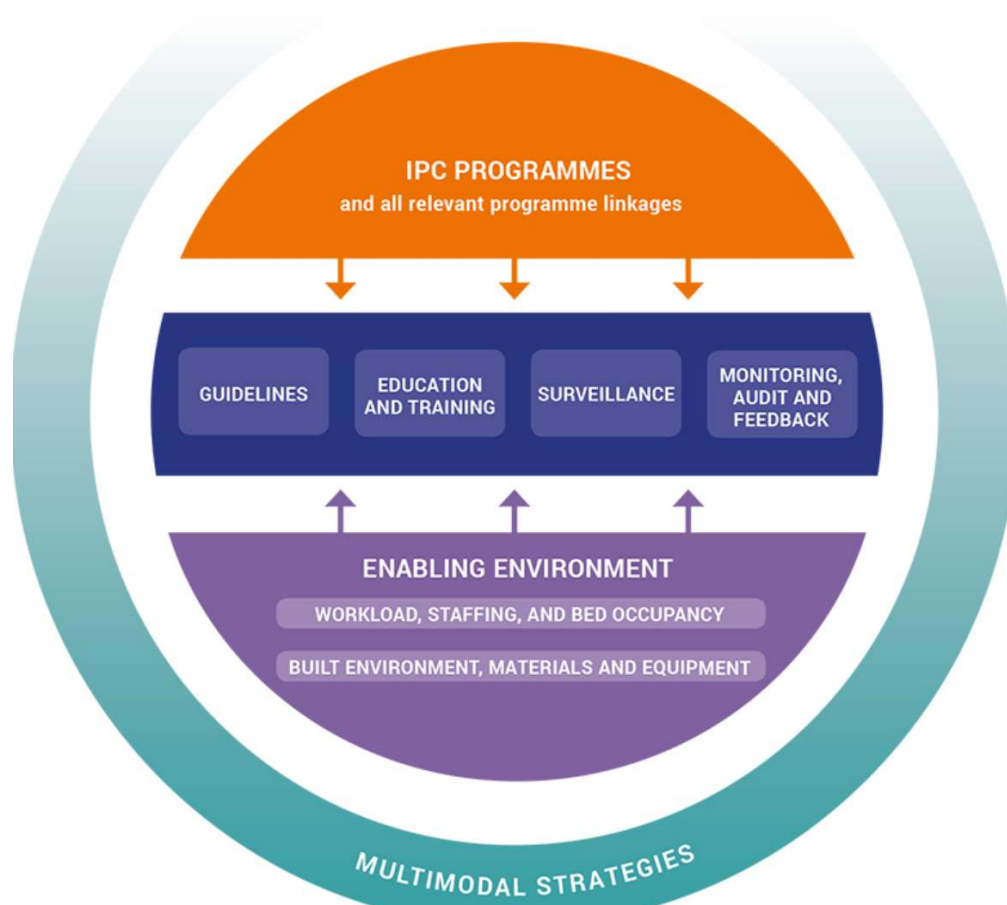 IPC PROGRAMMES
and all relevant programme linkages
GUIDELINES
EDUCATION
AND TRAINING
SURVEILLANCE
MONITORING,
AUDIT AND
FEEDBACK
ENABLING ENVIRONMENT
WORKLOAD, STAFFING, AND BED OCCUPANCY
BUILT ENVIRONMENT, MATERIALS AND EQUIPMENT
MULTIMODAL STRATEGIES